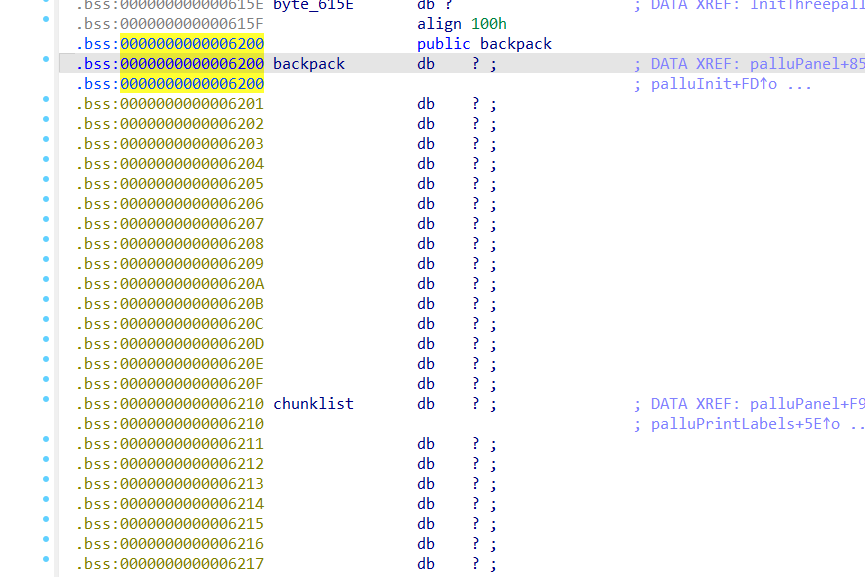 .bss:000000000000615E byte_615E db ? ; DATA XREF: InitThreepall
.bss:000000000000615F align 100h
.bss:0000000000006200 public backpack
.bss:0000000000006200 backpack db ? ; ; DATA XREF: palluPanel+85
.bss:0000000000006200 ; palluInit+FD↑o ...
.bss:0000000000006201 db ? ;
.bss:0000000000006202 db ? ;
.bss:0000000000006203 db ? ;
.bss:0000000000006204 db ? ;
.bss:0000000000006205 db ? ;
.bss:0000000000006206 db ? ;
.bss:0000000000006207 db ? ;
.bss:0000000000006208 db ? ;
.bss:0000000000006209 db ? ;
.bss:000000000000620A db ? ;
.bss:000000000000620B db ? ;
.bss:000000000000620C db ? ;
.bss:000000000000620D db ? ;
.bss:000000000000620E db ? ;
.bss:000000000000620F db ? ;
.bss:0000000000006210 chunklist db ? ; ; DATA XREF: palluPanel+F9
.bss:0000000000006210 ; palluPrintLabels+5E↑o ..
.bss:0000000000006211 db ? ;
.bss:0000000000006212 db ? ;
.bss:0000000000006213 db ? ;
.bss:0000000000006214 db ? ;
.bss:0000000000006215 db ? ;
.bss:0000000000006216 db ? ;
.bss:0000000000006217 db ? ;